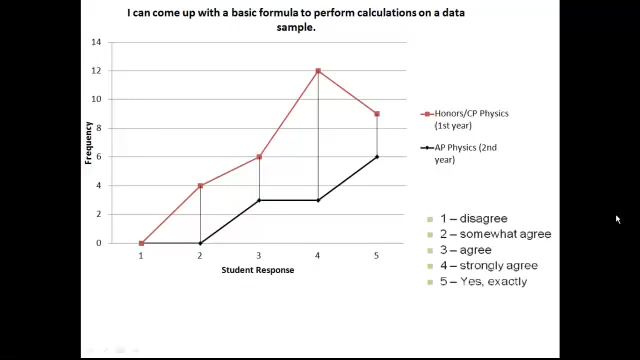 I can come up with a basic formula to perform calculations on a data
sample.
14
12
10
8
6
4
2
0
Frequency
1 2 3 4 5
Student Response
Honors/CP Physics
(1st year)
AP Physics (2nd
year)
1 – disagree
2 – somewhat agree
3 – agree
4 – strongly agree
5 – Yes, exactly